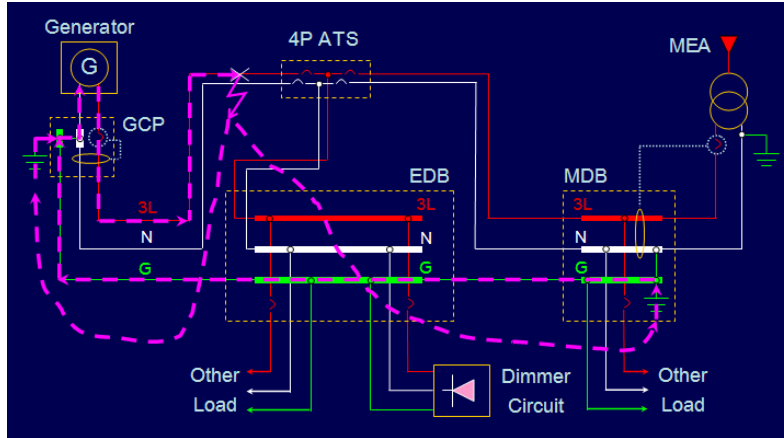 Generator
4P ATS
MEA
G
GCP
EDB
MDB
3L
3L
3L
N
N
N
G
G
G
Other
Load
Dimmer
Circuit
Other
Load